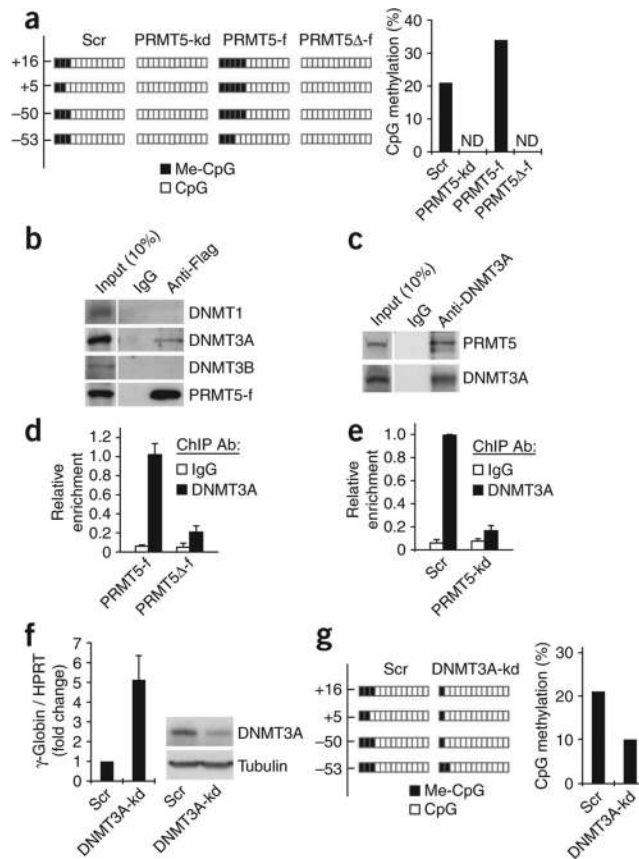 a
Scr PRMT5-kd PRMT5-f PRMT5Δ-f
+16
+5
–50
–53
Me-CpG
CpG
CpG methylation (%)
40
30
20
10
0
ND ND
Scr
PRMT5-kd
PRMT5-f
PRMT5Δ-f
b
Input (10%)
IgG
Anti-Flag
DNMT1
DNMT3A
DNMT3B
PRMT5-f
c
Input (10%)
IgG
Anti-DNMT3A
PRMT5
DNMT3A
d
Relative
enrichment
1.2
1.0
0.8
0.6
0.4
0.2
0
ChIP Ab:
IgG
DNMT3A
PRMT5-f
PRMT5Δ-f
e
Relative
enrichment
1.0
0.8
0.6
0.4
0.2
0
ChIP Ab:
IgG
DNMT3A
Scr
PRMT5-kd
f
γ-Globin / HPRT
(fold change)
7
6
5
4
3
2
1
0
Scr
DNMT3A-kd
DNMT3A
Tubulin
Scr
DNMT3A-kd
g
Scr DNMT3A-kd
+16
+5
–50
–53
Me-CpG
CpG
CpG methylation (%)
30
20
10
0
Scr
DNMT3A-kd